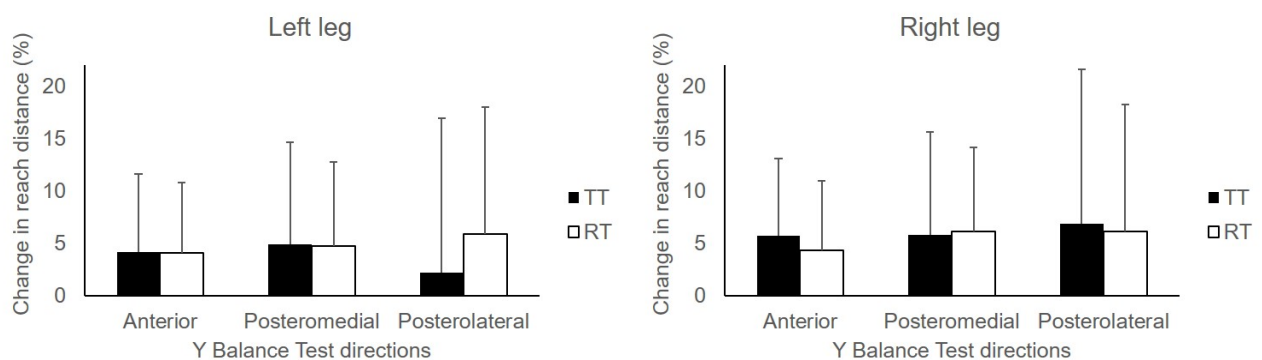 Left leg
Change in reach distance (%)
20
15
10
5
0
Anterior Posteromedial Posterolateral
Y Balance Test directions
TT
RT
Right leg
Change in reach distance (%)
20
15
10
5
0
Anterior Posteromedial Posterolateral
Y Balance Test directions
TT
RT